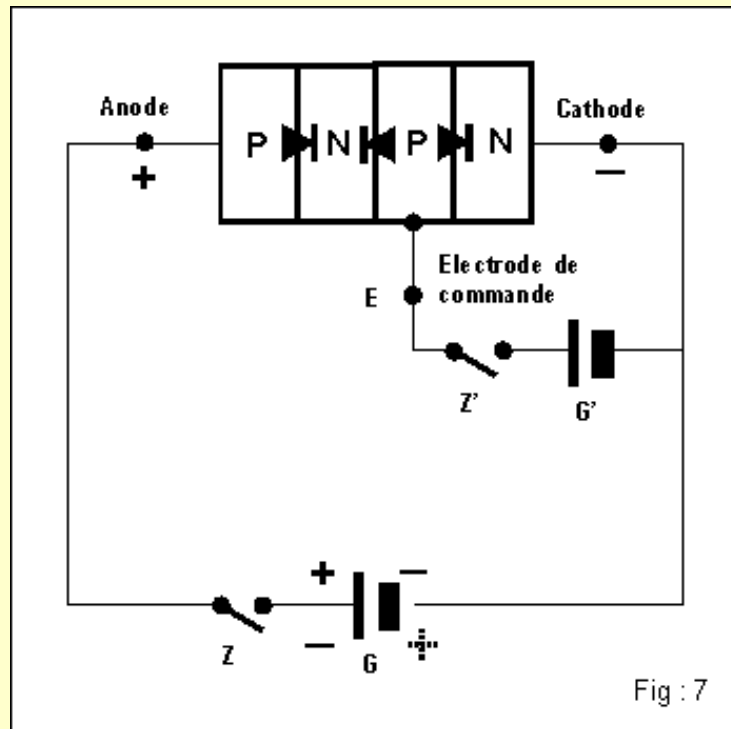 Anode
Cathode
P N P N
+
—
Electrode de
commande
E
Z'
G'
+
—
Z
—
G
+
Fig : 7